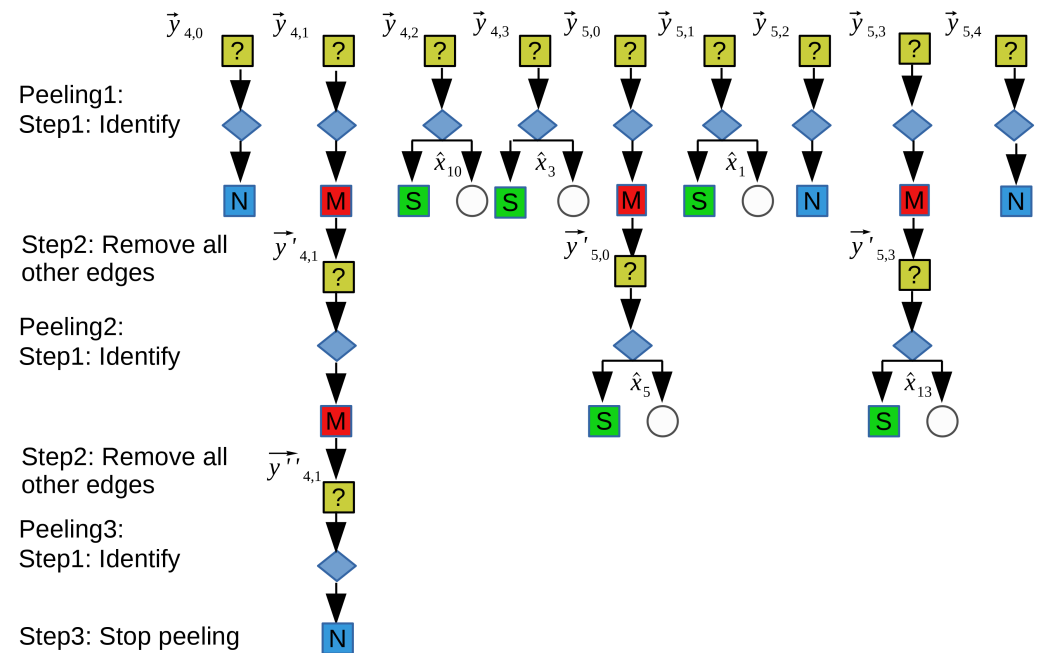 y⃗ 4,0 y⃗ 4,1 y⃗ 4,2 y⃗ 4,3 y⃗ 5,0 y⃗ 5,1 y⃗ 5,2 y⃗ 5,3 y⃗ 5,4
? ? ? ? ? ? ? ? ?
Peeling1:
Step1: Identify
x̂10 x̂3 x̂1
N M S S M S N M N
Step2: Remove all
other edges
y⃗'4,1 y⃗'5,0 y⃗'5,3
? ? ?
Peeling2:
Step1: Identify
x̂5 x̂13
M S S
Step2: Remove all
other edges
y⃗''4,1
?
Peeling3:
Step1: Identify
Step3: Stop peeling
N